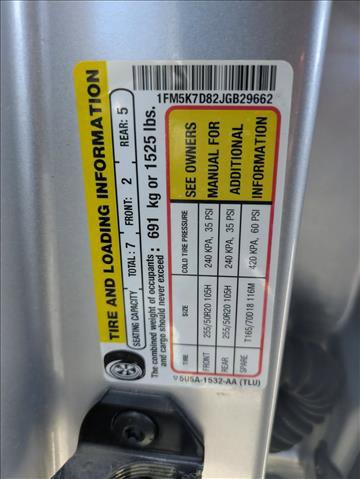 1FM5K7D82JGB29662
TIRE AND LOADING INFORMATION
SEATING CAPACITY TOTAL: 7 FRONT: 2 REAR: 5
The combined weight of occupants
and cargo should never exceed : 691 kg or 1525 lbs.
SIZE COLD TIRE PRESSURE
FRONT 255/50R20 105H 240 KPA, 35 PSI
REAR 255/50R20 105H 240 KPA, 35 PSI
SPARE T165/70D18 116M 420 KPA, 60 PSI
SEE OWNERS
MANUAL FOR
ADDITIONAL
INFORMATION
5U5A-1532-AA (TLU)